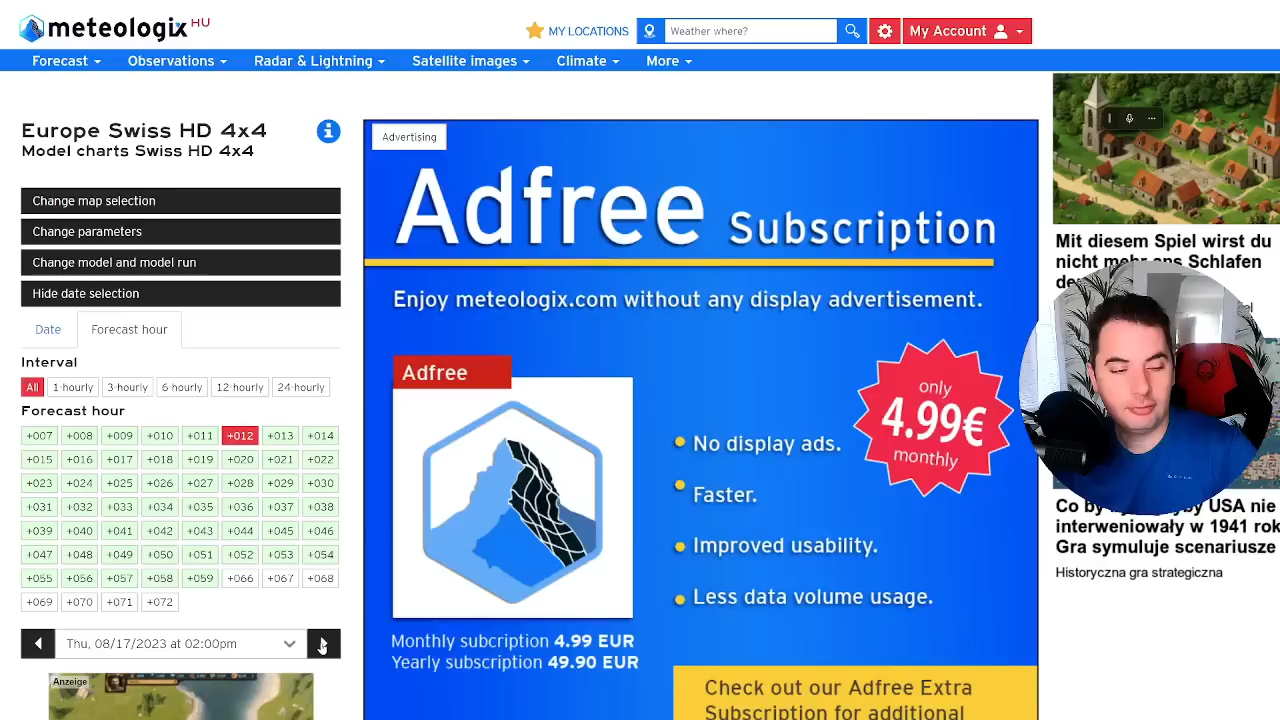 meteologix HU
MY LOCATIONS
Weather where?
My Account
Forecast
Observations
Radar & Lightning
Satellite images
Climate
More
Europe Swiss HD 4x4
Model charts Swiss HD 4x4
Change map selection
Change parameters
Change model and model run
Hide date selection
Date
Forecast hour
Interval
All 1-hourly 3-hourly 6-hourly 12-hourly 24-hourly
Forecast hour
+007 +008 +009 +010 +011 +012 +013 +014
+015 +016 +017 +018 +019 +020 +021 +022
+023 +024 +025 +026 +027 +028 +029 +030
+031 +032 +033 +034 +035 +036 +037 +038
+039 +040 +041 +042 +043 +044 +045 +046
+047 +048 +049 +050 +051 +052 +053 +054
+055 +056 +057 +058 +059 +066 +067 +068
+069 +070 +071 +072
Thu, 08/17/2023 at 02:00pm
Anzeige
Advertising
Adfree Subscription
Enjoy meteologix.com without any display advertisement.
Adfree
only
4.99€
monthly
No display ads.
Faster.
Improved usability.
Less data volume usage.
Monthly subcription 4.99 EUR
Yearly subscription 49.90 EUR
Check out our Adfree Extra
Subscription for additional
Mit diesem Spiel wirst du
nicht mehr ans Schlafen
Co by USA nie
interweniowały w 1941 rok
Gra symuluje scenariusze
Historyczna gra strategiczna